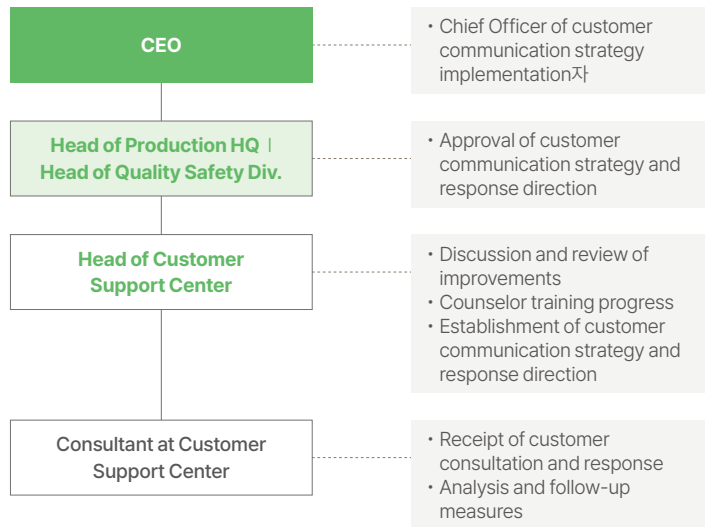 CEO
· Chief Officer of customer
communication strategy
implementation자
Head of Production HQ |
Head of Quality Safety Div.
· Approval of customer
communication strategy and
response direction
Head of Customer
Support Center
· Discussion and review of
improvements
· Counselor training progress
· Establishment of customer
communication strategy and
response direction
Consultant at Customer
Support Center
· Receipt of customer
consultation and response
· Analysis and follow-up
measures